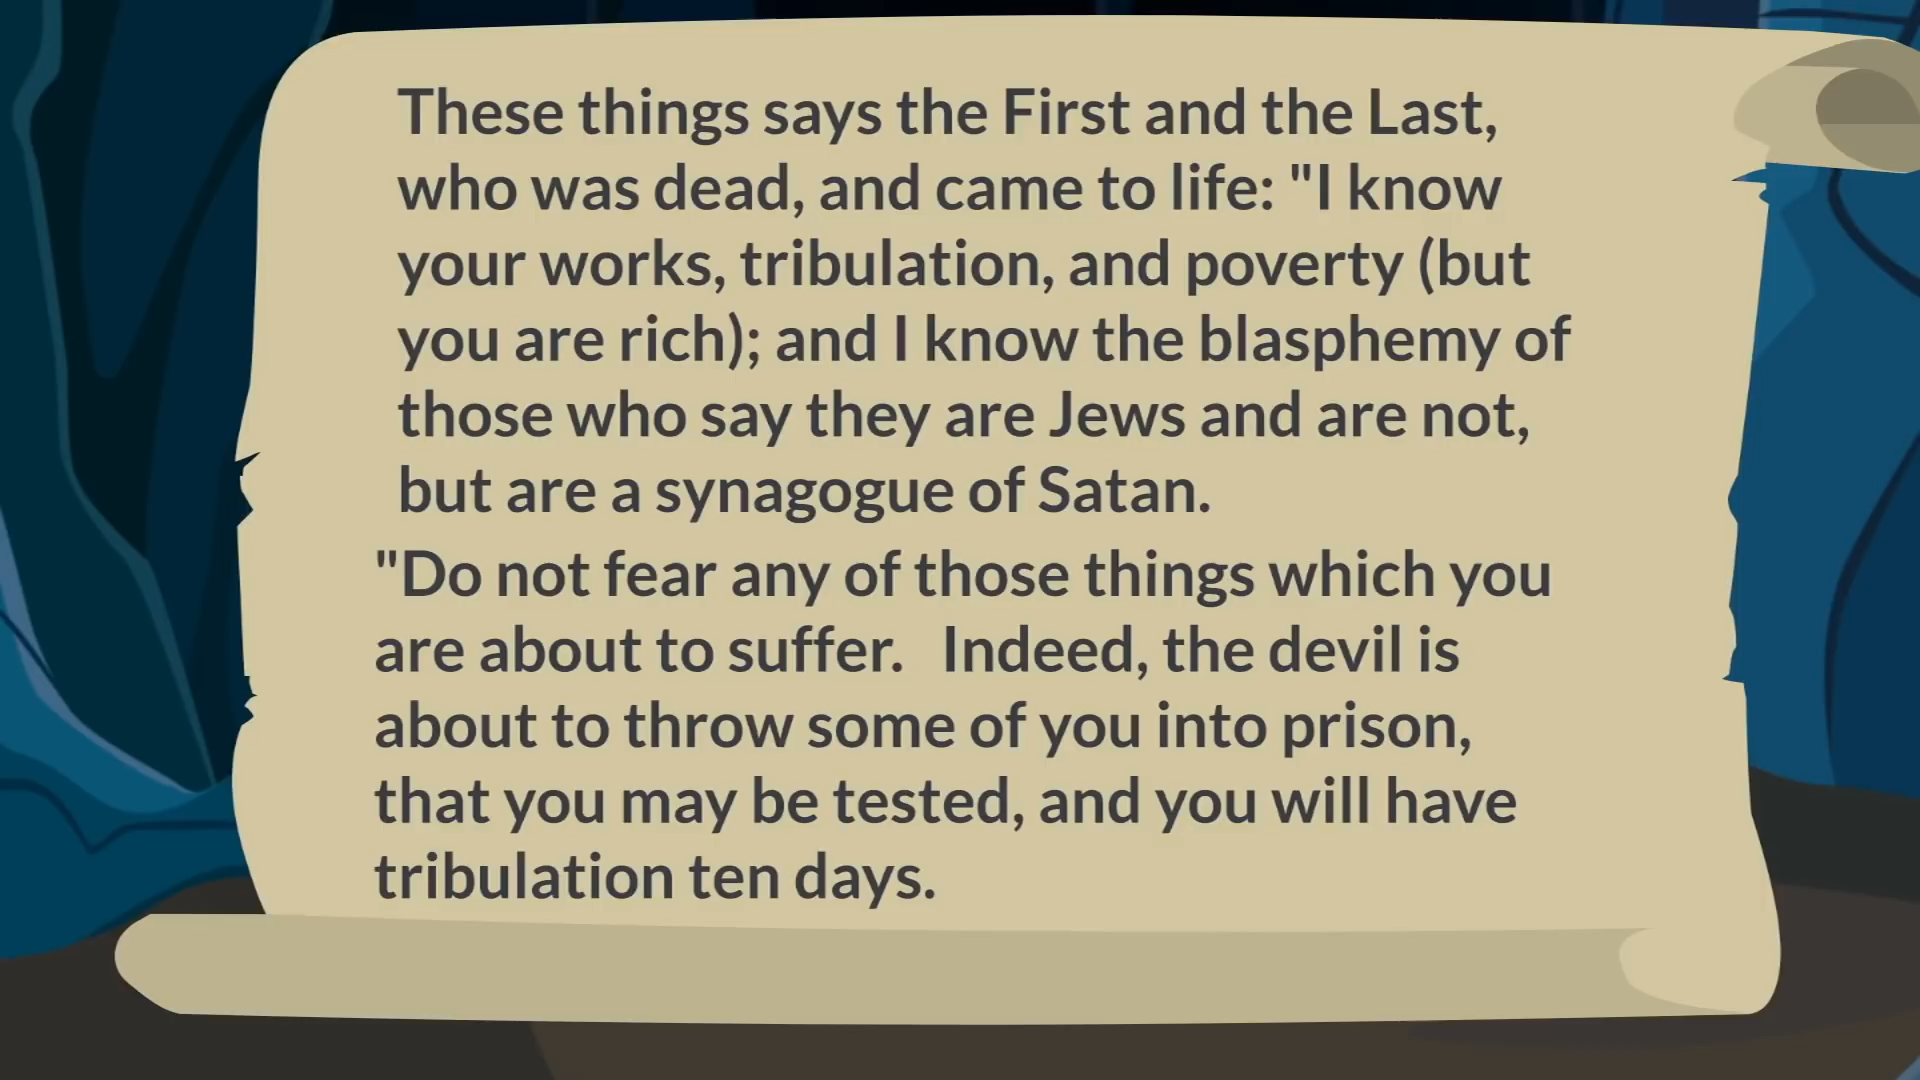 These things says the First and the Last,
who was dead, and came to life: "I know
your works, tribulation, and poverty (but
you are rich); and I know the blasphemy of
those who say they are Jews and are not,
but are a synagogue of Satan.
"Do not fear any of those things which you
are about to suffer.   Indeed, the devil is
about to throw some of you into prison,
that you may be tested, and you will have
tribulation ten days.